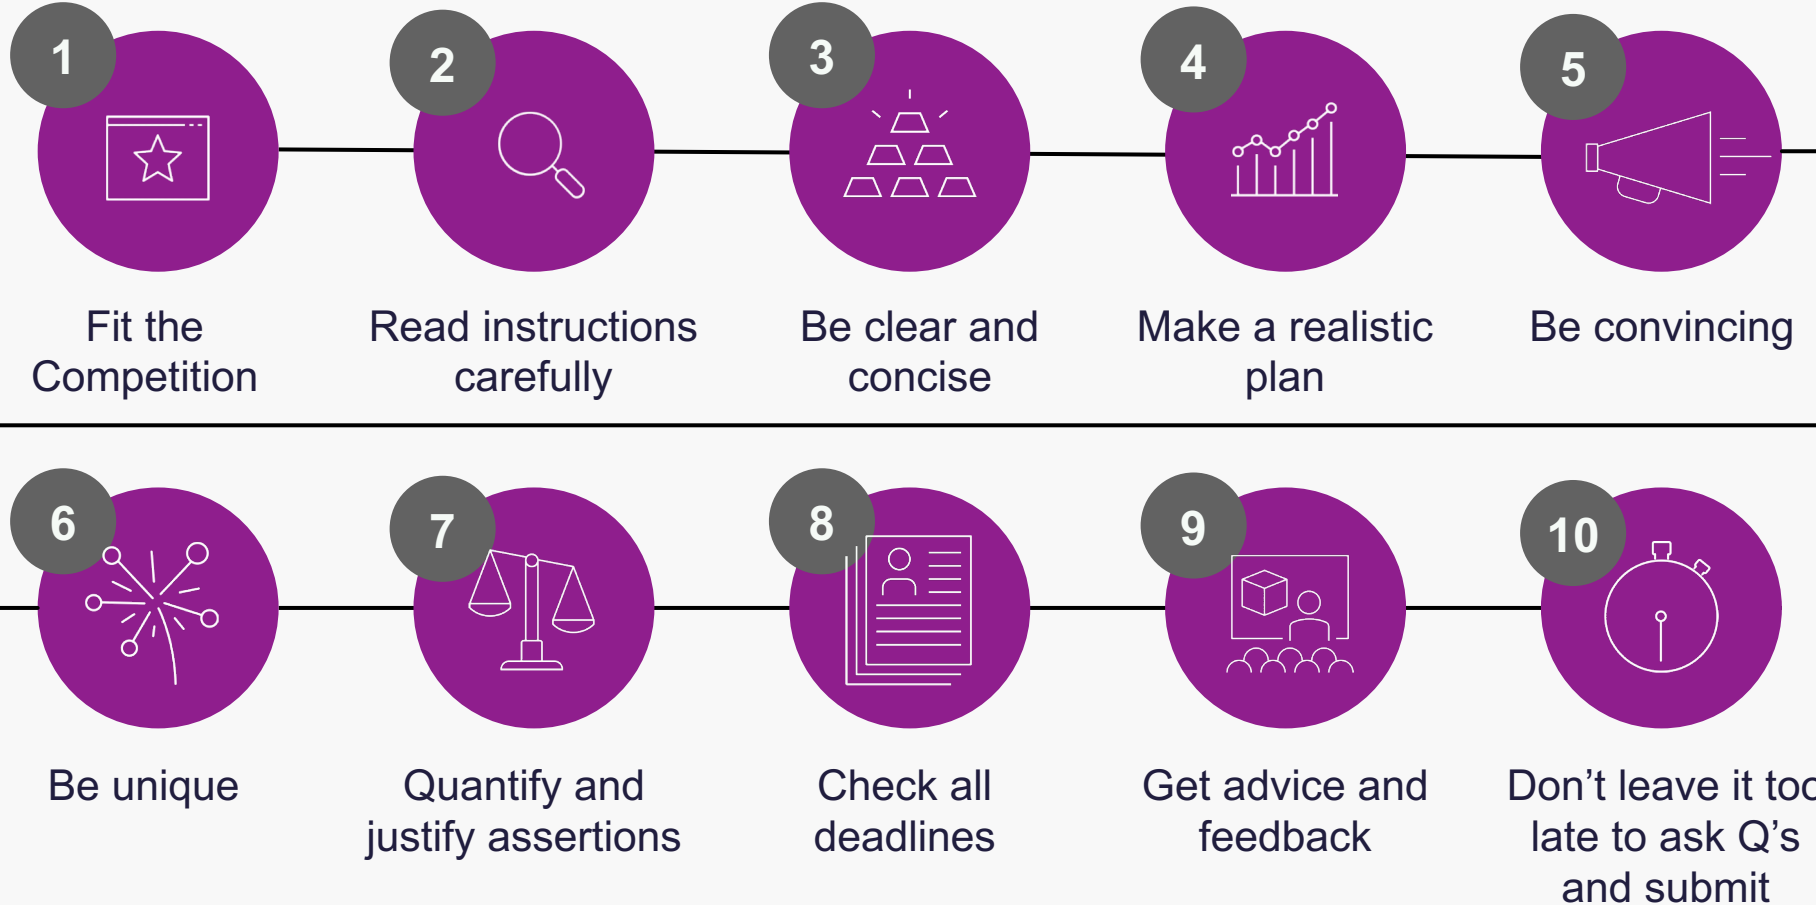 1
2
3
4
5
Fit the
Competition
Read instructions
carefully
Be clear and
concise
Make a realistic
plan
Be convincing
6
7
8
9
10
Be unique
Quantify and
justify assertions
Check all
deadlines
Get advice and
feedback
Don’t leave it too
late to ask Q’s
and submit